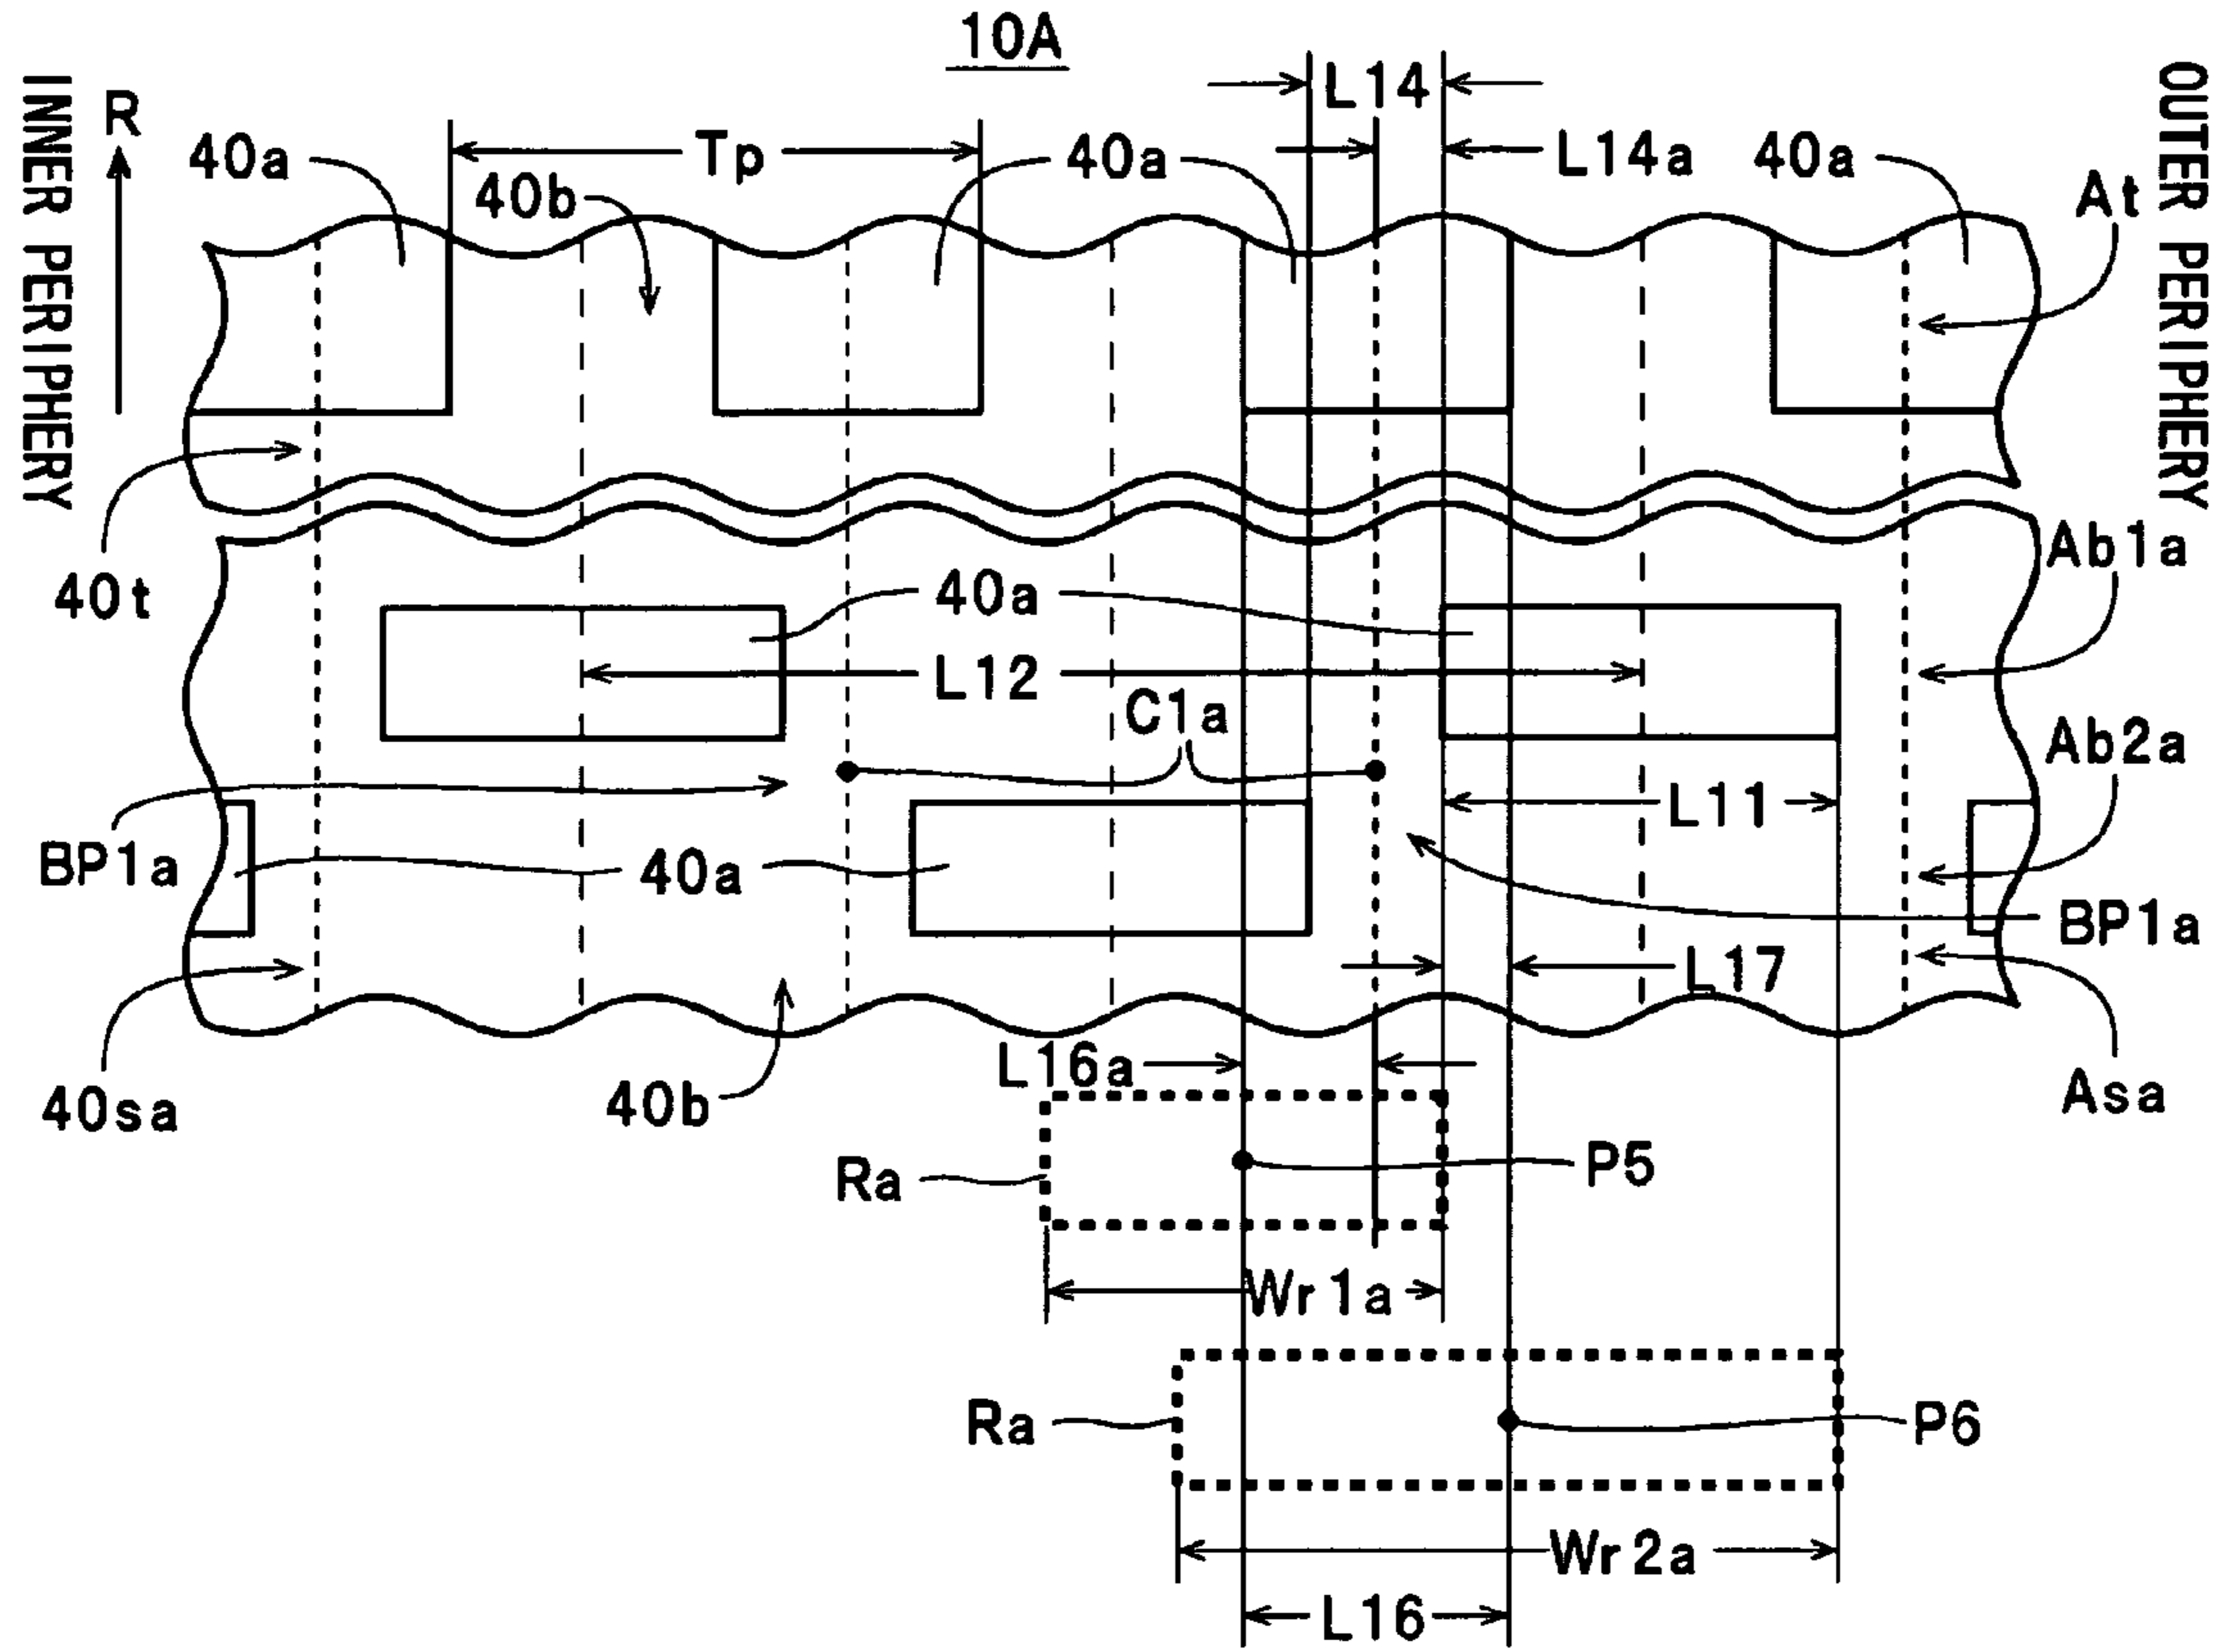 10A
L14
INNER PERIPHERY
R
40a
Tp
40a
L14a
40a
OUTER PERIPHERY
40b
At
40t
40a
Ab1a
L12
C1a
Ab2a
L11
BP1a
40a
BP1a
L17
L16a
40sa
40b
Asa
Ra
P5
Wr1a
Ra
P6
Wr2a
L16